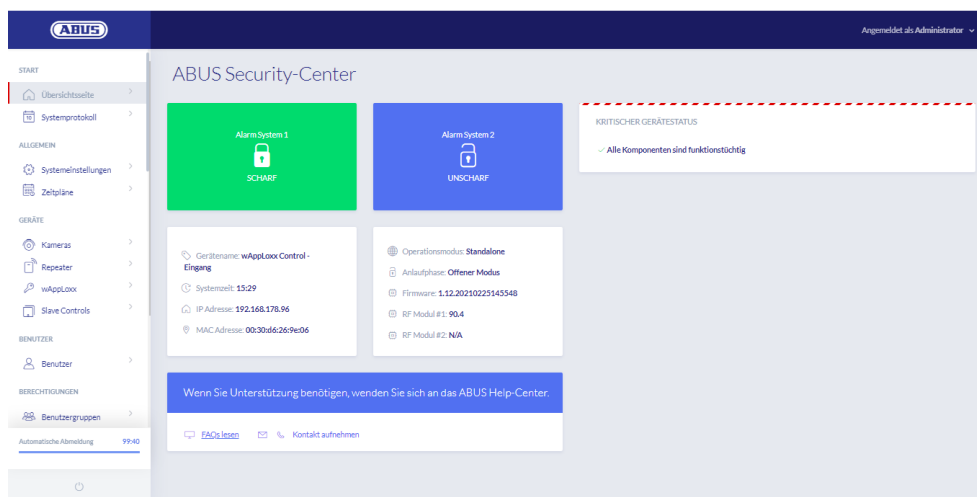 ABUS
Angemeldet als Administrator
START
Übersichtsseite
Systemprotokoll
ALLGEMEIN
Systemeinstellungen
Zeitpläne
GERÄTE
Kameras
Repeater
wAppLoxx
Slave Controls
BENUTZER
Benutzer
BERECHTIGUNGEN
Benutzergruppen
Automatische Abmeldung 99:40
ABUS Security-Center
Alarm System 1
SCHARF
Alarm System 2
UNSCHARF
KRITISCHER GERÄTESTATUS
Alle Komponenten sind funktionstüchtig
Gerätename: wAppLoxx Control -
Eingang
Systemzeit: 15:29
IP Adresse: 192.168.178.96
MAC Adresse: 00:30:d6:26:9e:06
Operationsmodus: Standalone
Anlaufphase: Offener Modus
Firmware: 1.12.20210225145548
RF Modul #1: 90.4
RF Modul #2: N/A
Wenn Sie Unterstützung benötigen, wenden Sie sich an das ABUS Help-Center.
FAQs lesen
Kontakt aufnehmen